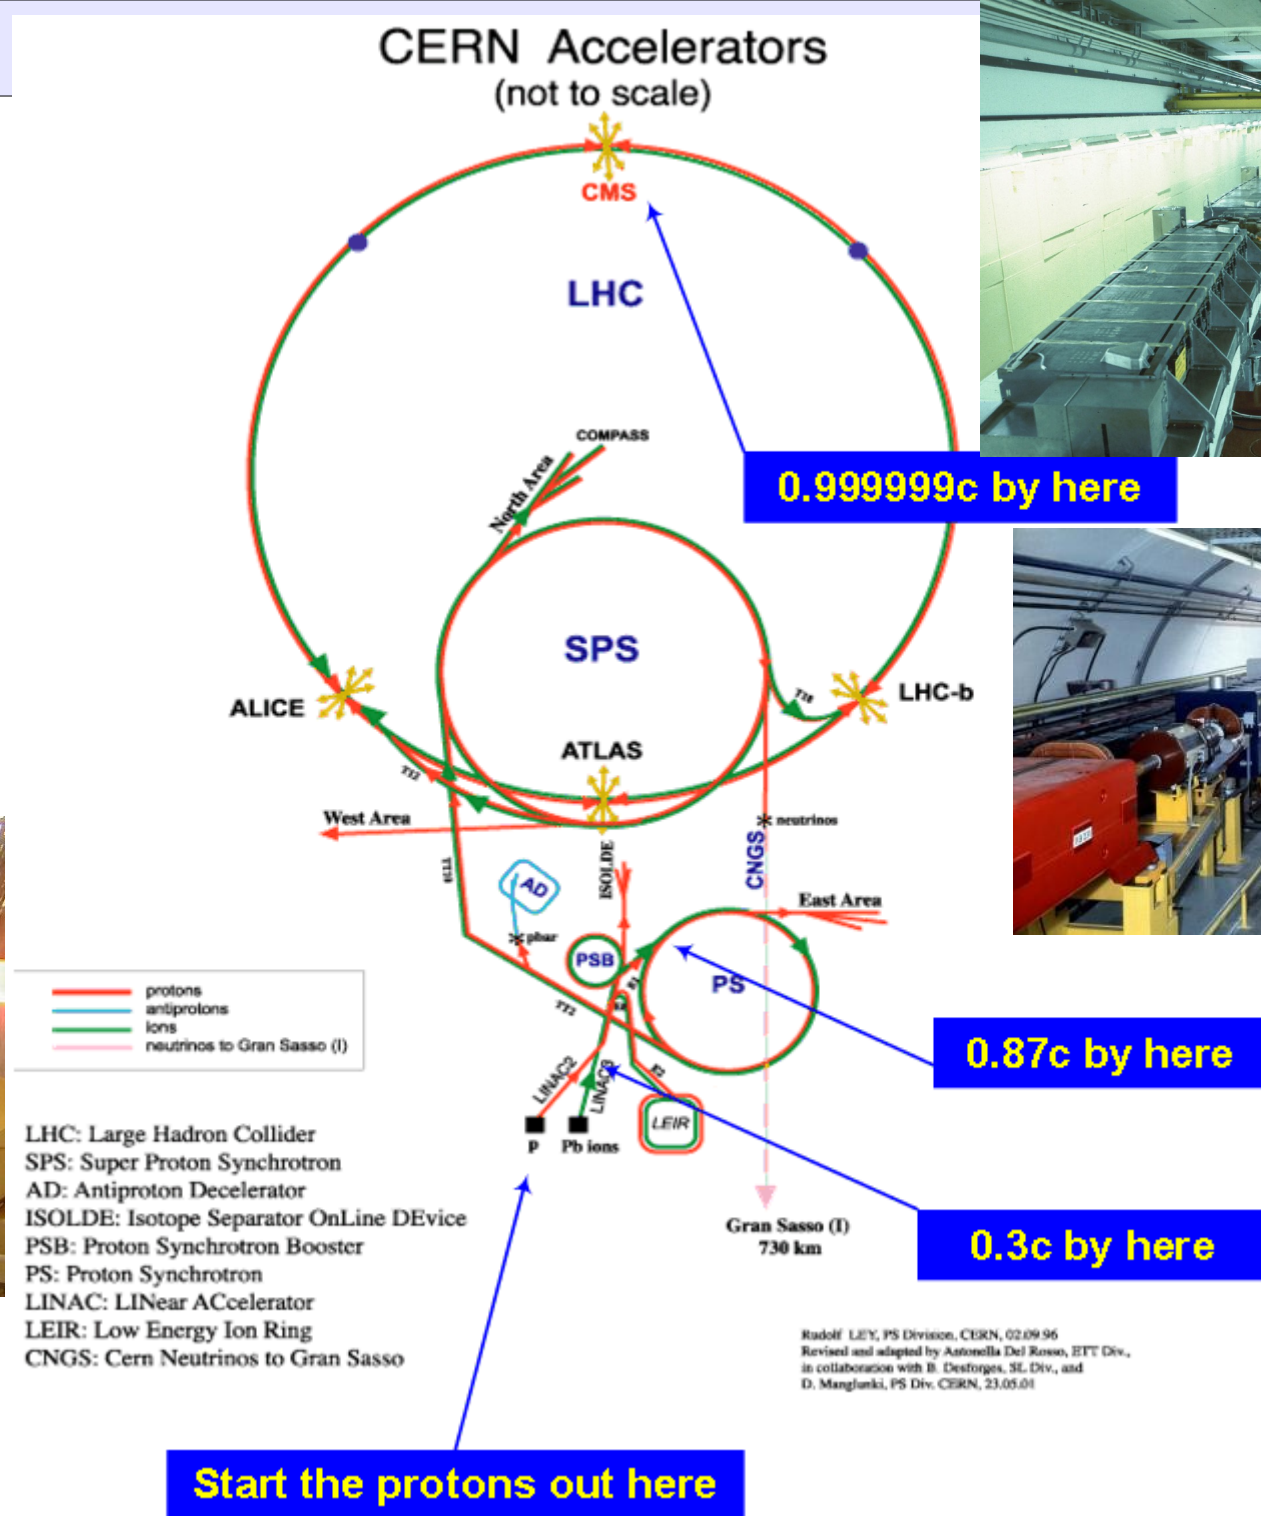 CERN Accelerators
(not to scale)
CMS
LHC
COMPASS
North Area
0.999999c by here
SPS
TI8
LHC-b
ALICE
ATLAS
TI2
West Area
neutrinos
CNGS
TT10
ISOLDE
AD
East Area
pbar
PSB
PS
E1
TT2
protons
antiprotons
ions
neutrinos to Gran Sasso (I)
0.87c by here
LINAC2
LINAC3
E2
LEIR
p
Pb ions
LHC: Large Hadron Collider
SPS: Super Proton Synchrotron
AD: Antiproton Decelerator
ISOLDE: Isotope Separator OnLine DEvice
PSB: Proton Synchrotron Booster
PS: Proton Synchrotron
LINAC: LINear ACcelerator
LEIR: Low Energy Ion Ring
CNGS: Cern Neutrinos to Gran Sasso
Gran Sasso (I)
730 km
0.3c by here
Rudolf LEY, PS Division, CERN, 02.09.96
Revised and adapted by Antonella Del Rosso, ETT Div.,
in collaboration with B. Desforges, SL Div., and
D. Manglunki, PS Div. CERN, 23.05.01
Start the protons out here